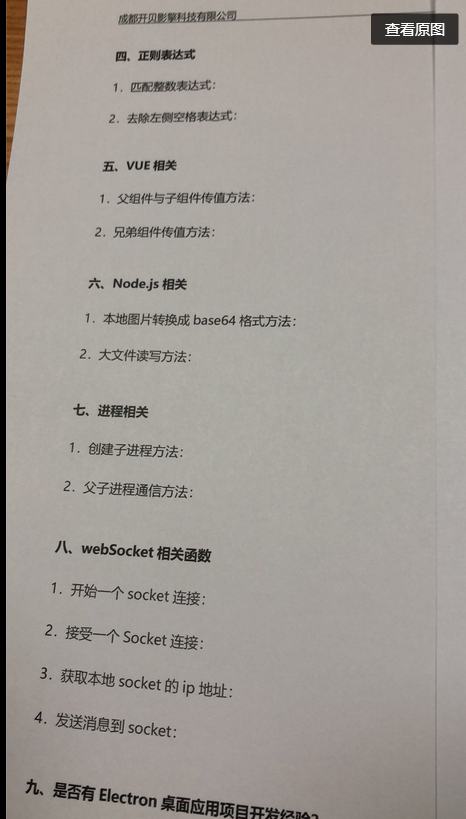 成都开贝影擎科技有限公司
查看原图
四、正则表达式
1. 匹配整数表达式：
2. 去除左侧空格表达式：
五、VUE 相关
1. 父组件与子组件传值方法：
2. 兄弟组件传值方法：
六、Node.js 相关
1. 本地图片转换成 base64 格式方法：
2. 大文件读写方法：
七、进程相关
1. 创建子进程方法：
2. 父子进程通信方法：
八、webSocket 相关函数
1. 开始一个 socket 连接：
2. 接受一个 Socket 连接：
3. 获取本地 socket 的 ip 地址：
4. 发送消息到 socket：
九、是否有 Electron 桌面应用项目开发经验？